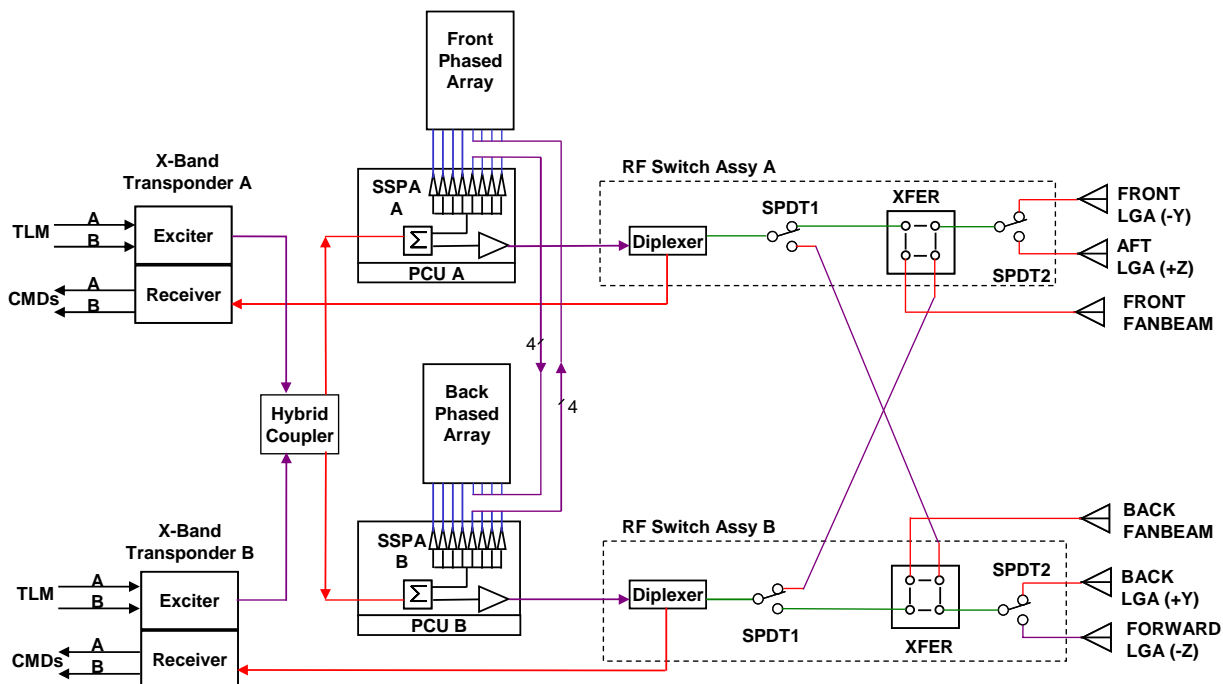 Front
Phased
Array
X-Band
Transponder A
TLM
A
B
Exciter
CMDs
A
B
Receiver
SSPA
A
Σ
PCU A
RF Switch Assy A
Diplexer
SPDT1
XFER
SPDT2
FRONT
LGA (-Y)
AFT
LGA (+Z)
FRONT
FANBEAM
4
4
Hybrid
Coupler
Back
Phased
Array
X-Band
Transponder B
TLM
A
B
Exciter
CMDs
A
B
Receiver
SSPA
B
Σ
PCU B
RF Switch Assy B
Diplexer
SPDT1
XFER
SPDT2
BACK
FANBEAM
BACK
LGA (+Y)
FORWARD
LGA (-Z)